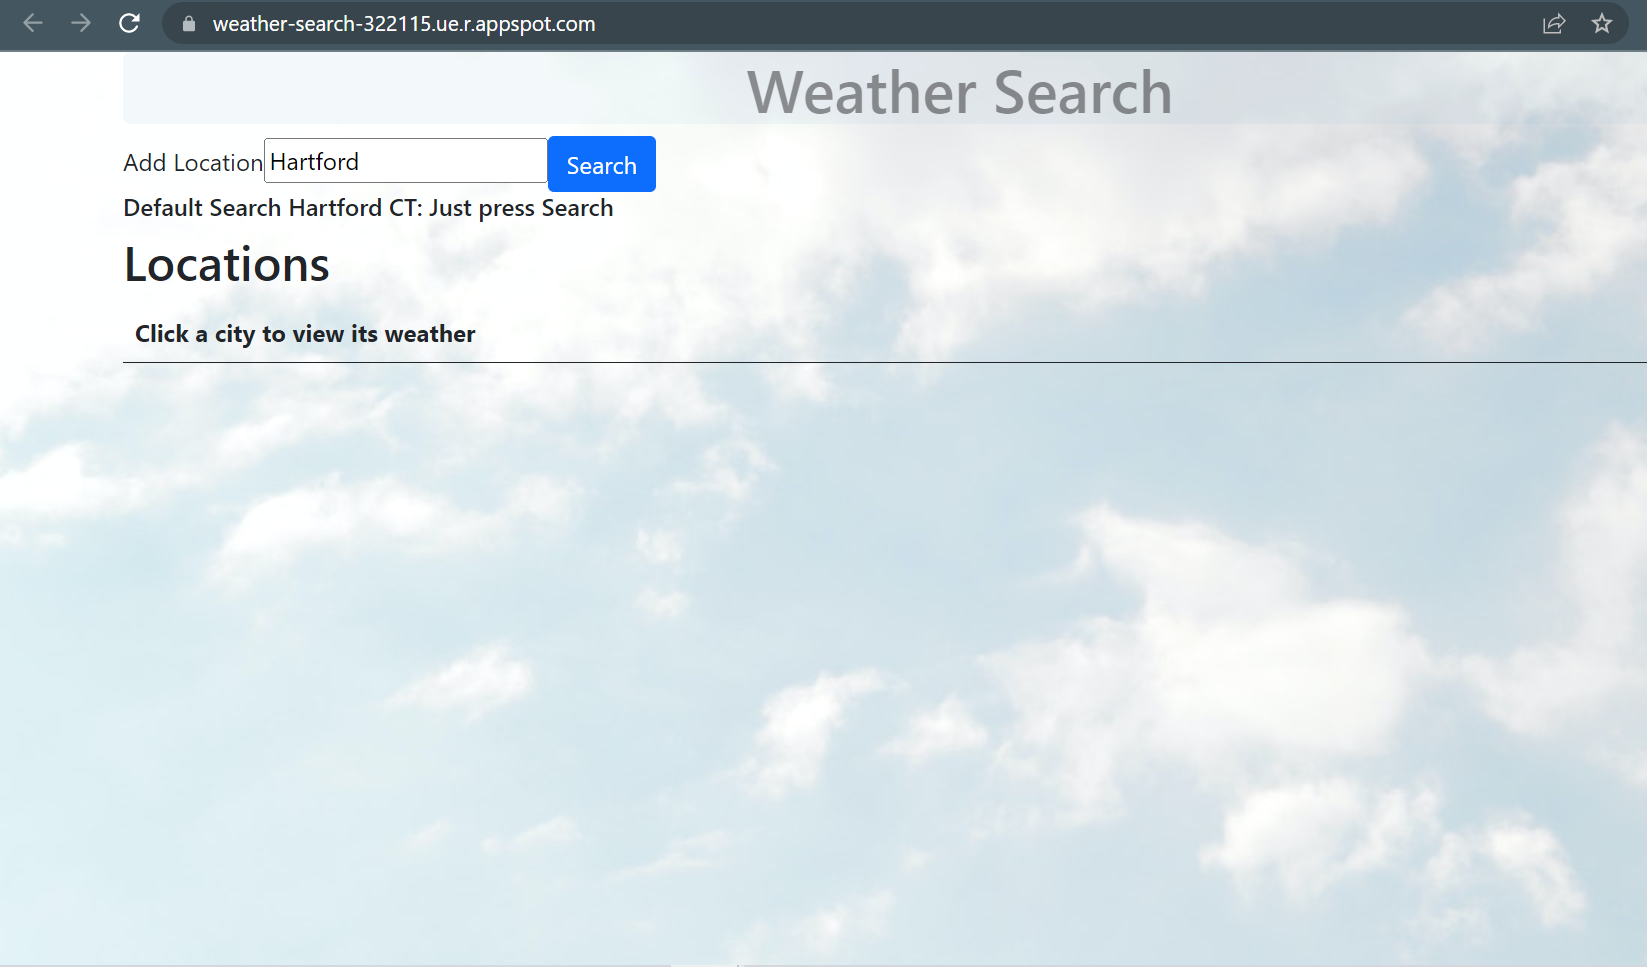 weather-search-322115.ue.r.appspot.com
Weather Search
Add Location Hartford Search
Default Search Hartford CT: Just press Search
Locations
Click a city to view its weather